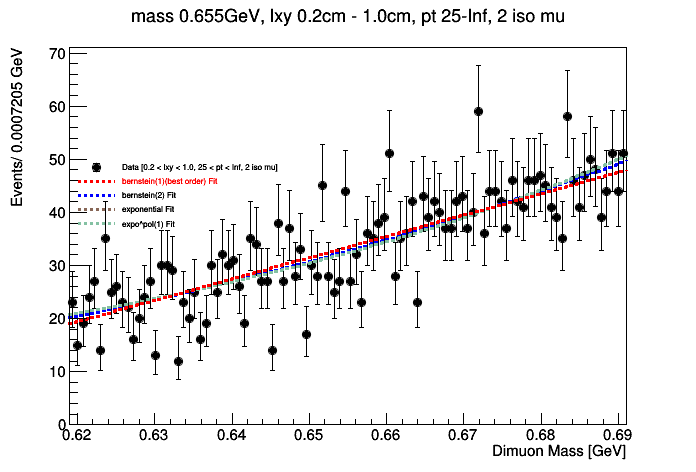 mass 0.655GeV, lxy 0.2cm - 1.0cm, pt 25-Inf, 2 iso mu
Events/ 0.0007205 GeV
70
60
50
40
30
20
10
0
Data [0.2 < lxy < 1.0, 25 < pt < Inf, 2 iso mu]
bernstein(1)(best order) Fit
bernstein(2) Fit
exponential Fit
expo*pol(1) Fit
0.62 0.63 0.64 0.65 0.66 0.67 0.68 0.69
Dimuon Mass [GeV]